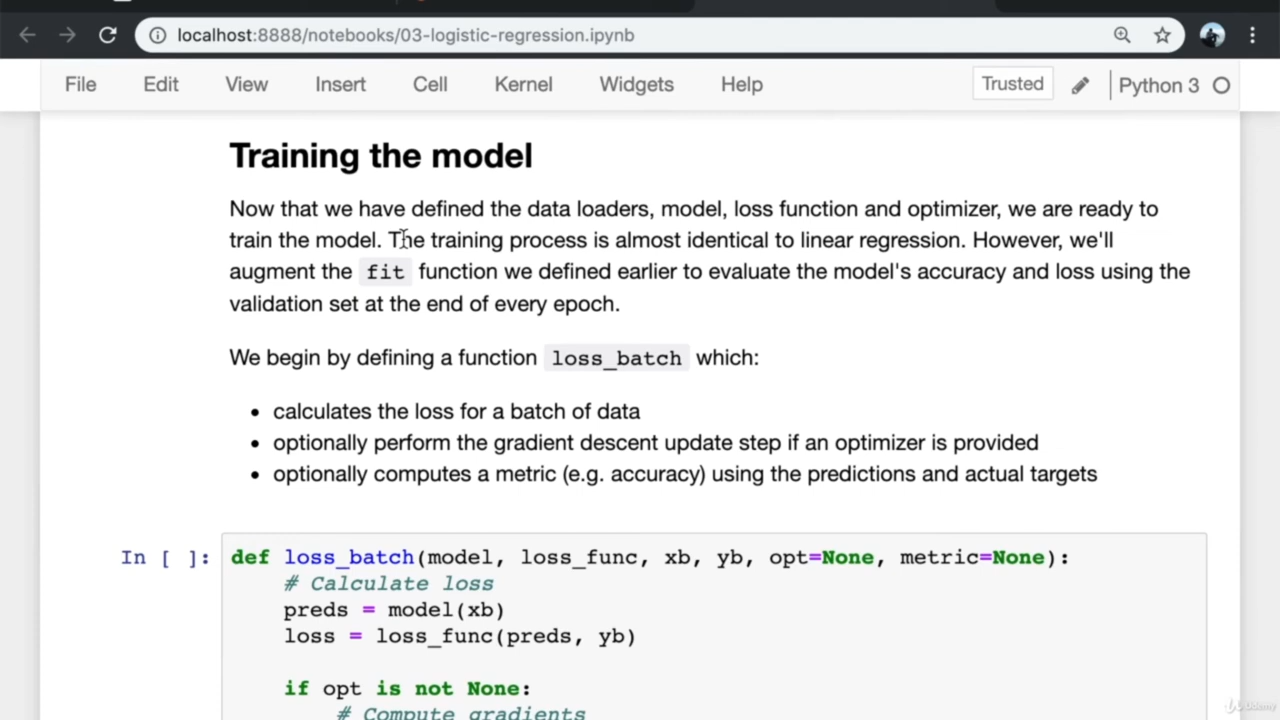 localhost:8888/notebooks/03-logistic-regression.ipynb
File Edit View Insert Cell Kernel Widgets Help Trusted Python 3
Training the model
Now that we have defined the data loaders, model, loss function and optimizer, we are ready to
train the model. The training process is almost identical to linear regression. However, we'll
augment the fit function we defined earlier to evaluate the model's accuracy and loss using the
validation set at the end of every epoch.
We begin by defining a function loss_batch which:
• calculates the loss for a batch of data
• optionally perform the gradient descent update step if an optimizer is provided
• optionally computes a metric (e.g. accuracy) using the predictions and actual targets
In [ ]: def loss_batch(model, loss_func, xb, yb, opt=None, metric=None):
# Calculate loss
preds = model(xb)
loss = loss_func(preds, yb)
if opt is not None:
# Compute gradients
Udemy